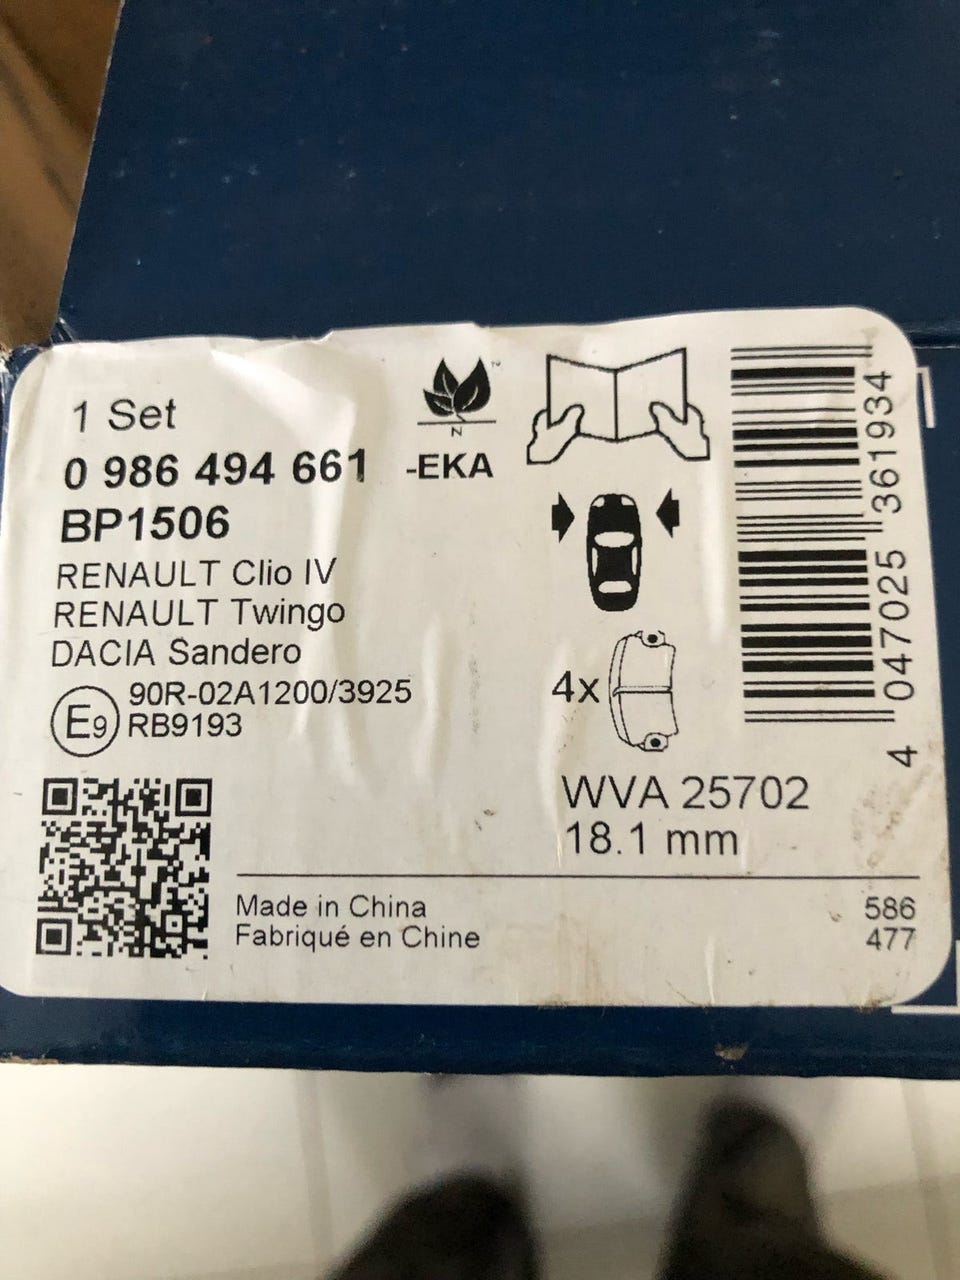 1 Set
0 986 494 661 -EKA
BP1506
RENAULT Clio IV
RENAULT Twingo
DACIA Sandero
E9 90R-02A1200/3925
RB9193
N
™
4x
WVA 25702
18.1 mm
Made in China
Fabriqué en Chine
586
477
4 047025 361934